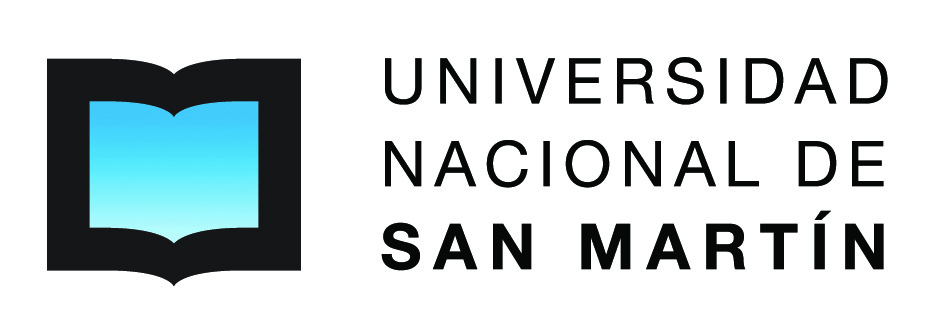 UNIVERSIDAD
NACIONAL DE
SAN MARTÍN